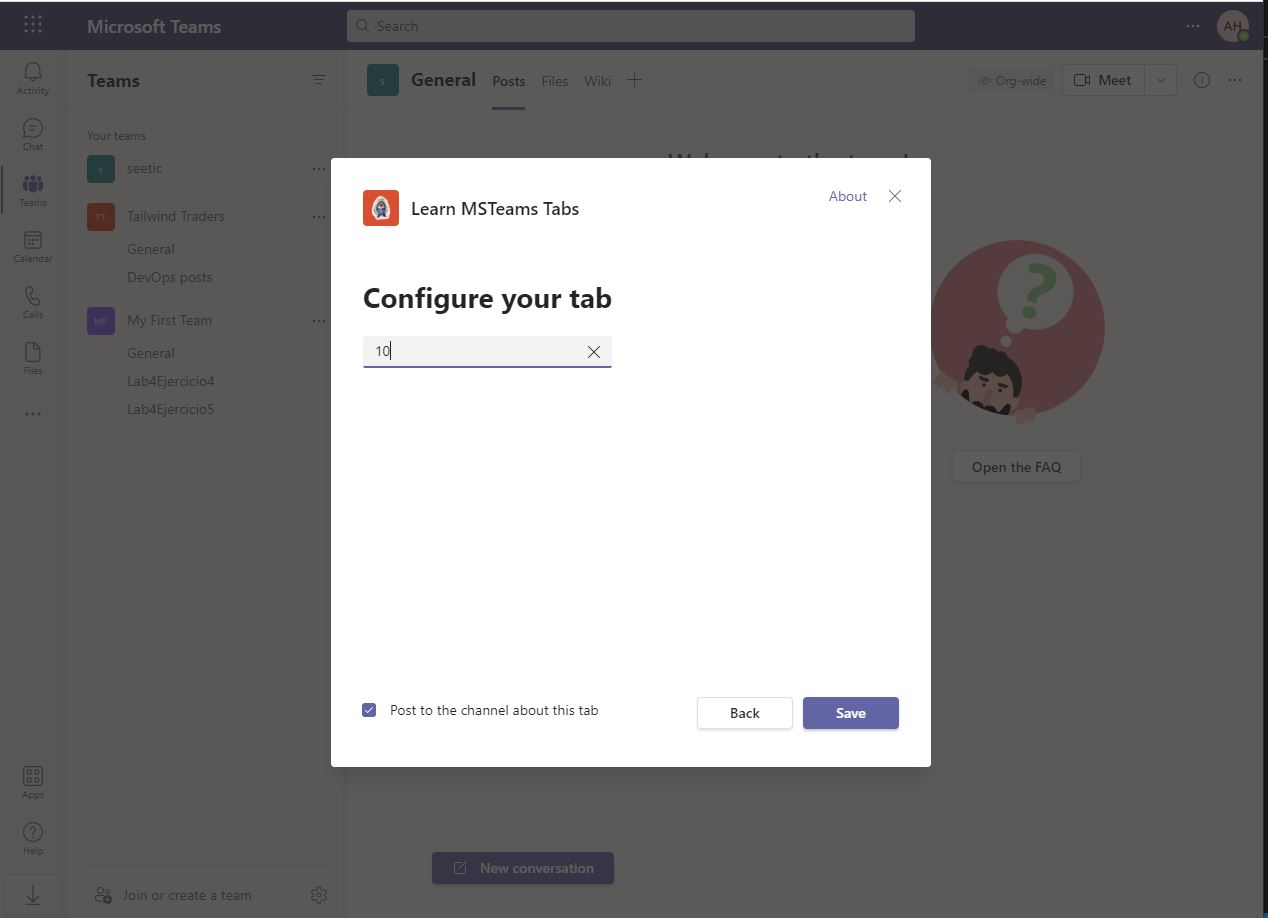 Microsoft Teams
Search
AH
Activity
Chat
Teams
Calendar
Calls
Files
Apps
Help
Teams
Your teams
s
seetic
TT
Tailwind Traders
General
DevOps posts
MF
My First Team
General
Lab4Ejercicio4
Lab4Ejercicio5
Join or create a team
s
General
Posts
Files
Wiki
Org-wide
Meet
Learn MSTeams Tabs
About
Configure your tab
10
Post to the channel about this tab
Back
Save
?
Open the FAQ
New conversation